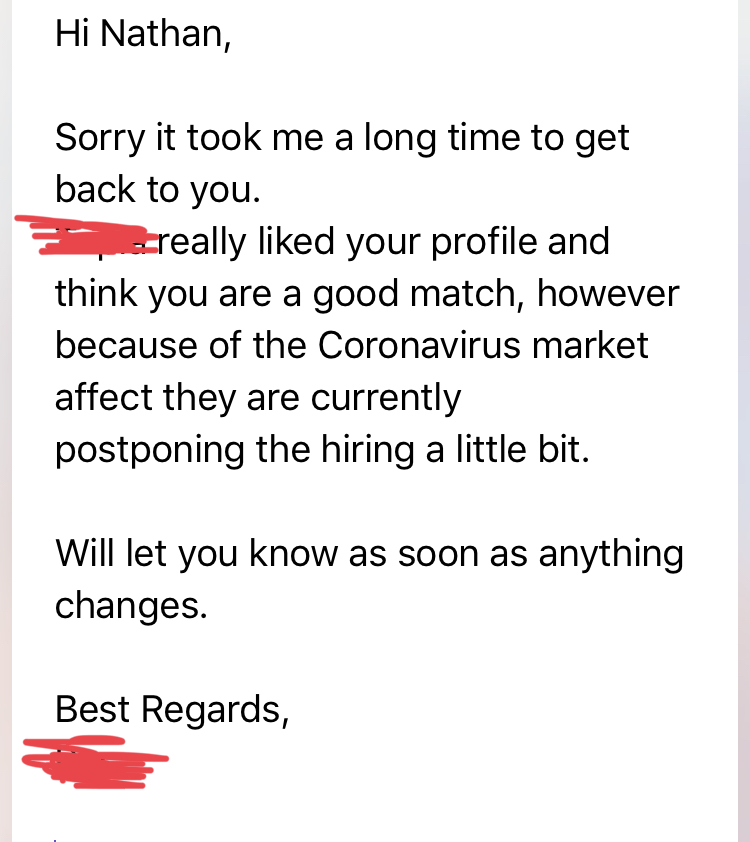 Hi Nathan,
Sorry it took me a long time to get
back to you.
really liked your profile and
think you are a good match, however
because of the Coronavirus market
affect they are currently
postponing the hiring a little bit.
Will let you know as soon as anything
changes.
Best Regards,